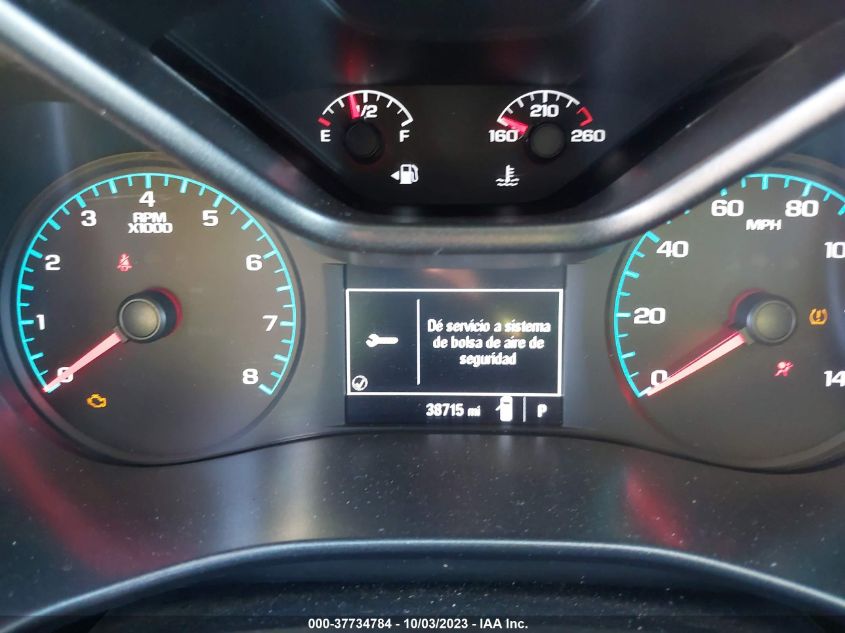 1/2
E F
210
160 260
4
3 5
RPM
X1000
2 6
1 7
0 8
60 80
MPH
40
20
0 14
Dé servicio a sistema
de bolsa de aire de
seguridad
38715 mi P
000-37734784 - 10/03/2023 - IAA Inc.